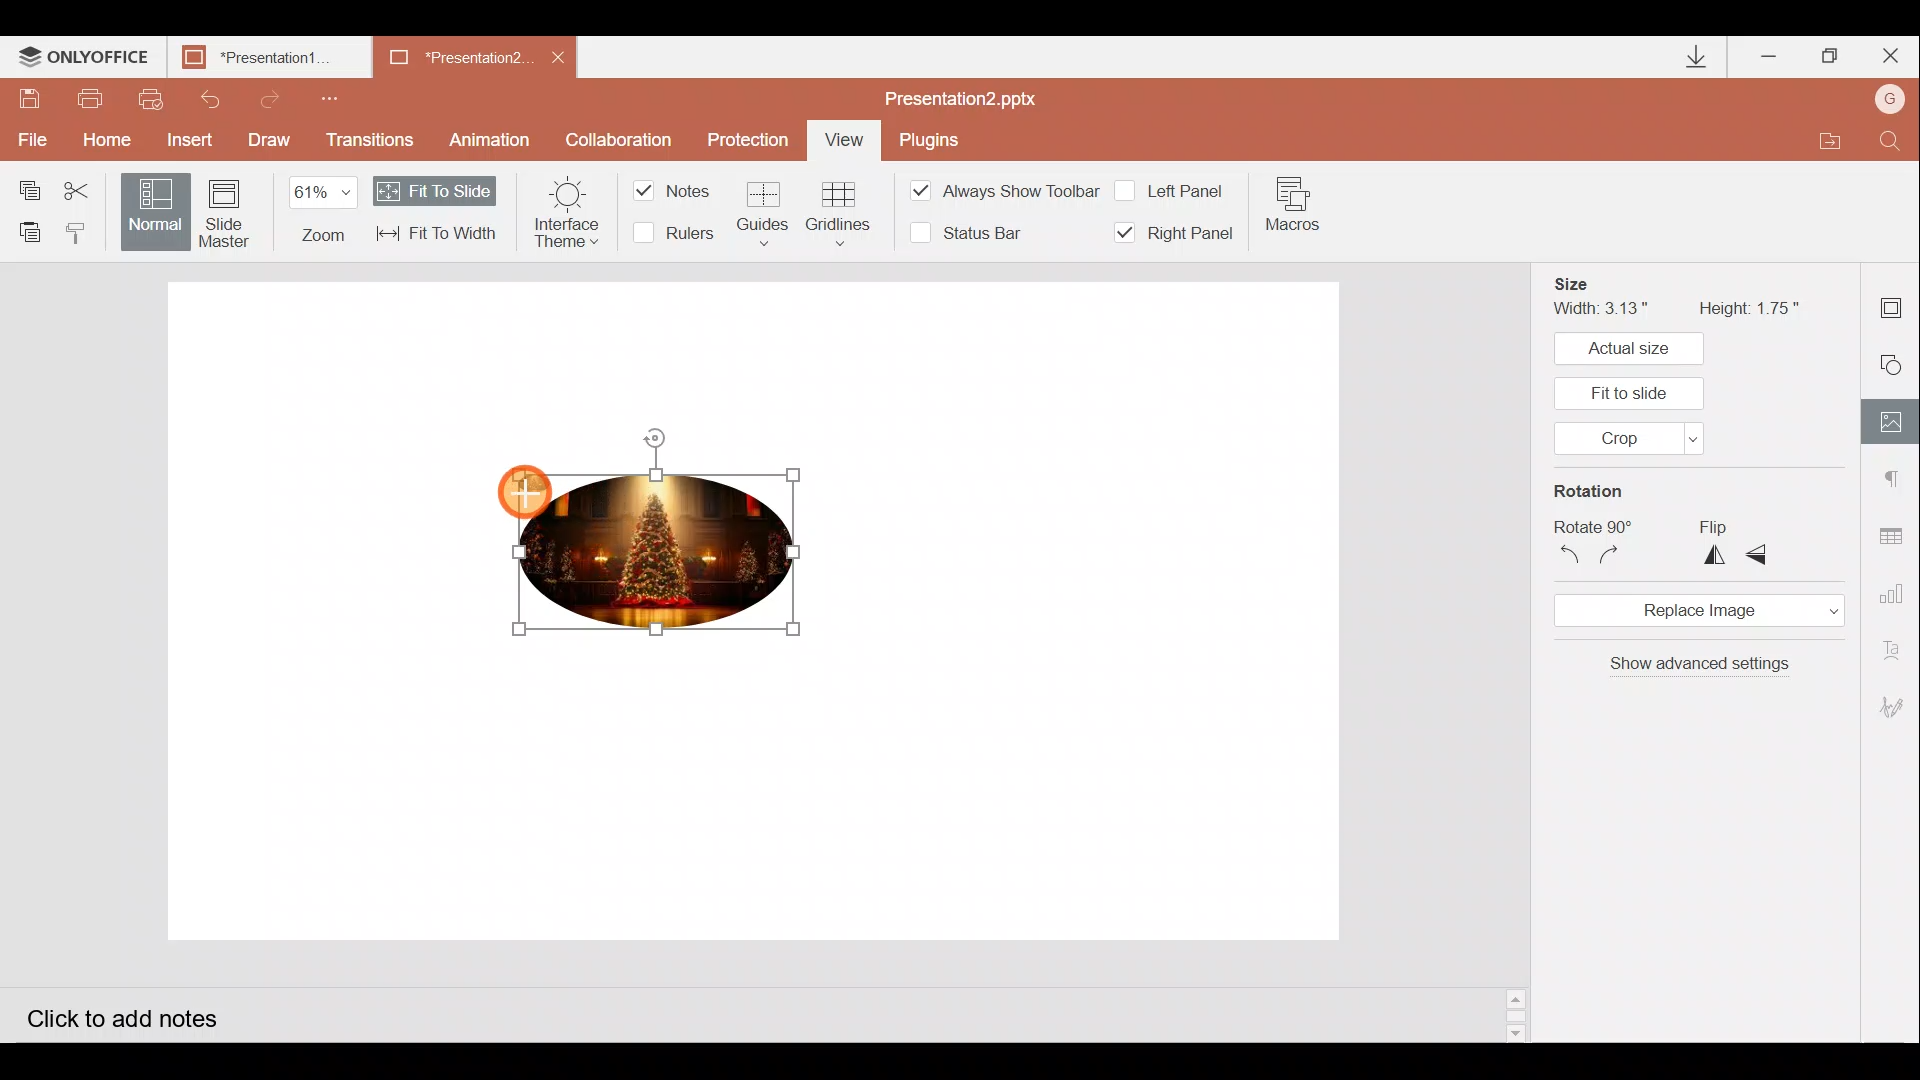 ONLYOFFICE
*Presentation1...
*Presentation2...
Presentation2.pptx
G
File Home Insert Draw Transitions Animation Collaboration Protection View Plugins
Normal
Slide
Master
61%
Zoom
Fit To Slide
Fit To Width
Interface
Theme
Notes
Rulers
Guides
Gridlines
Always Show Toolbar
Status Bar
Left Panel
Right Panel
Macros
Size
Width: 3.13 " Height: 1.75 "
Actual size
Fit to slide
Crop
Rotation
Rotate 90° Flip
Replace Image
Show advanced settings
Ta
Click to add notes